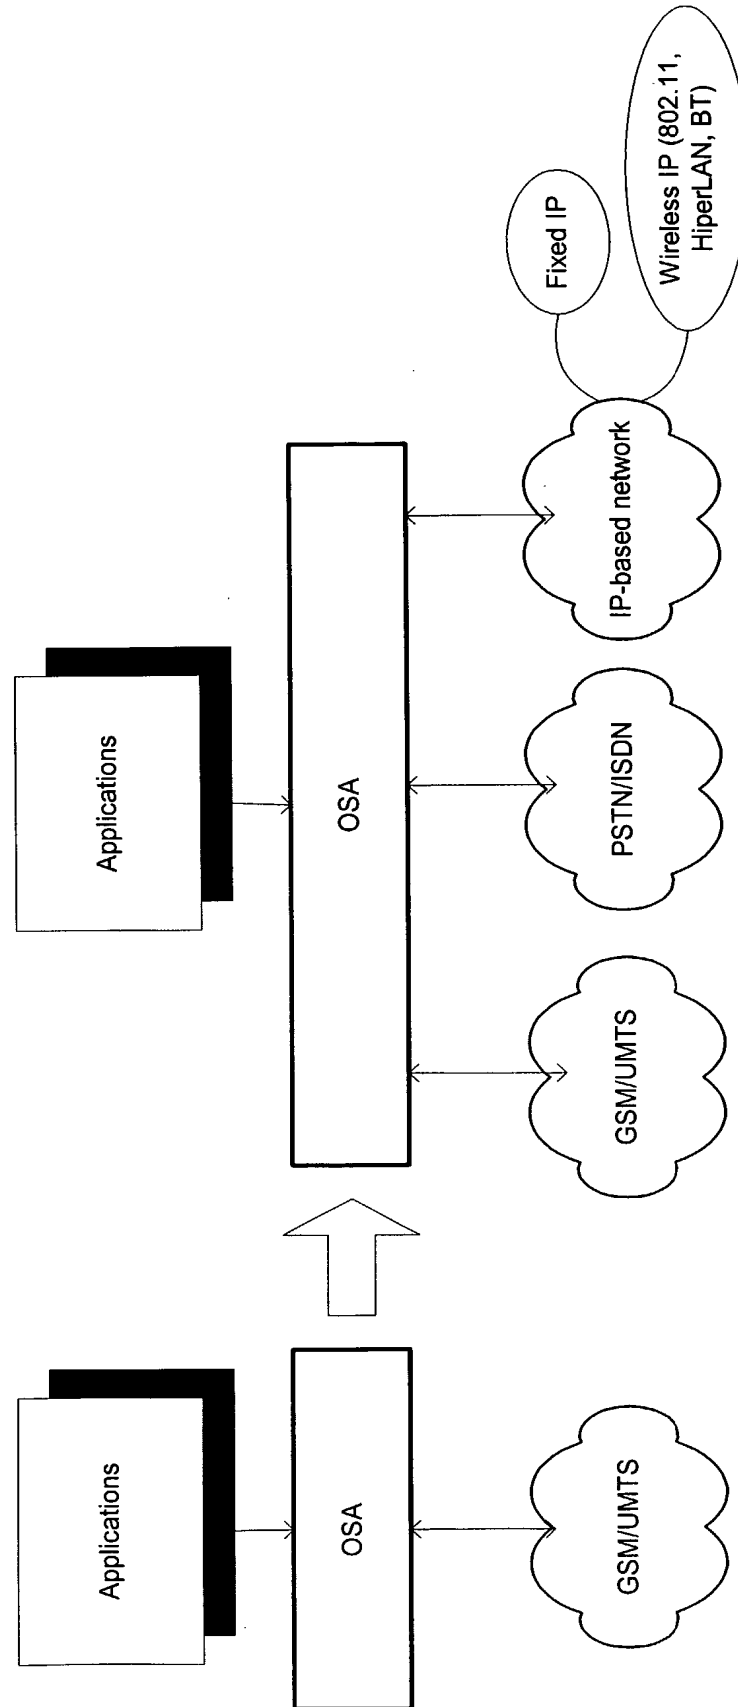 Applications
OSA
GSM/UMTS
Applications
OSA
GSM/UMTS
PSTN/ISDN
IP-based network
Fixed IP
Wireless IP (802.11,
HiperLAN, BT)